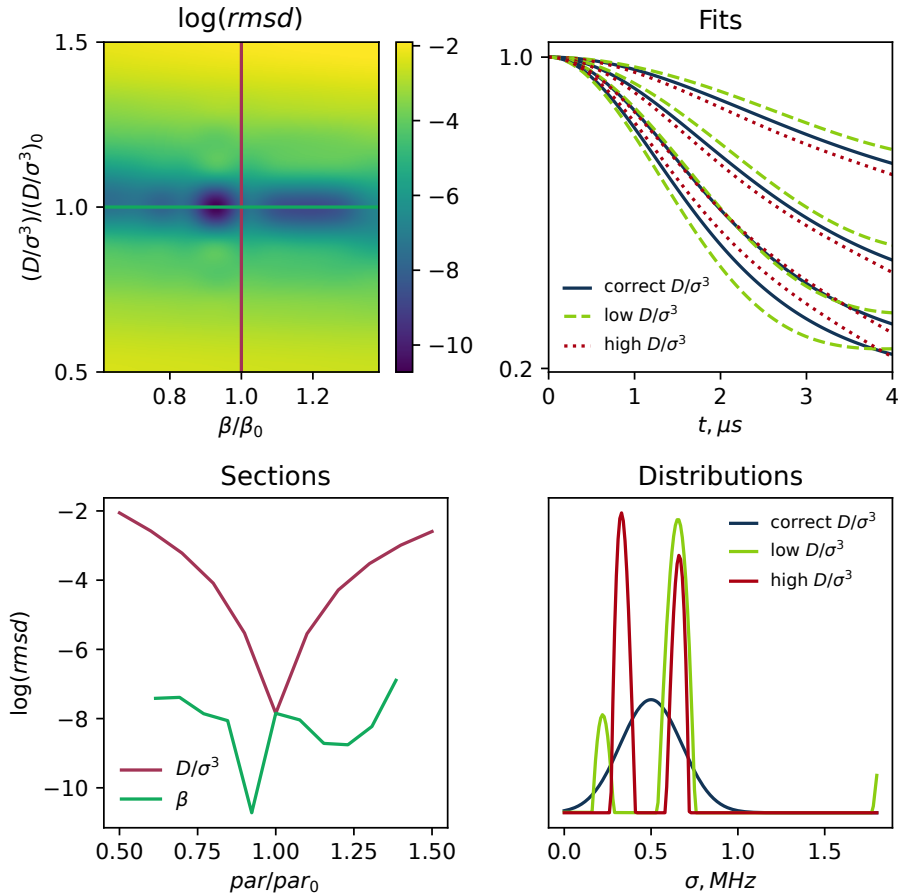 log(rmsd)
1.5
1.0
0.5
(D/σ³)/(D/σ³)₀
0.8 1.0 1.2
β/β₀
−2
−4
−6
−8
−10
Fits
1.0
0.2
correct D/σ³
low D/σ³
high D/σ³
0 1 2 3 4
t, μs
Sections
−2
−4
−6
−8
−10
log(rmsd)
D/σ³
β
0.50 0.75 1.00 1.25 1.50
par/par₀
Distributions
correct D/σ³
low D/σ³
high D/σ³
0.0 0.5 1.0 1.5
σ, MHz